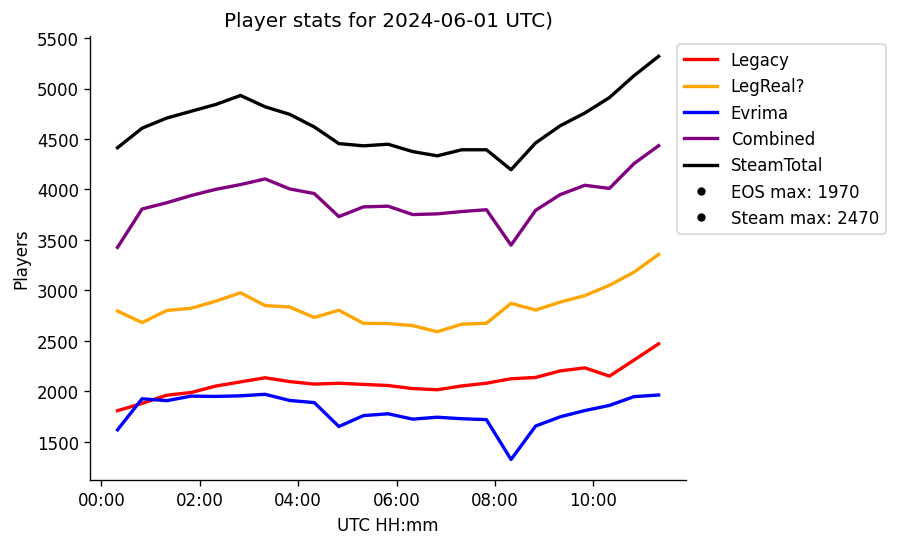 Player stats for 2024-06-01 UTC)
5500
5000
4500
4000
3500
3000
2500
2000
1500
Players
00:00 02:00 04:00 06:00 08:00 10:00
UTC HH:mm
Legacy
LegReal?
Evrima
Combined
SteamTotal
EOS max: 1970
Steam max: 2470